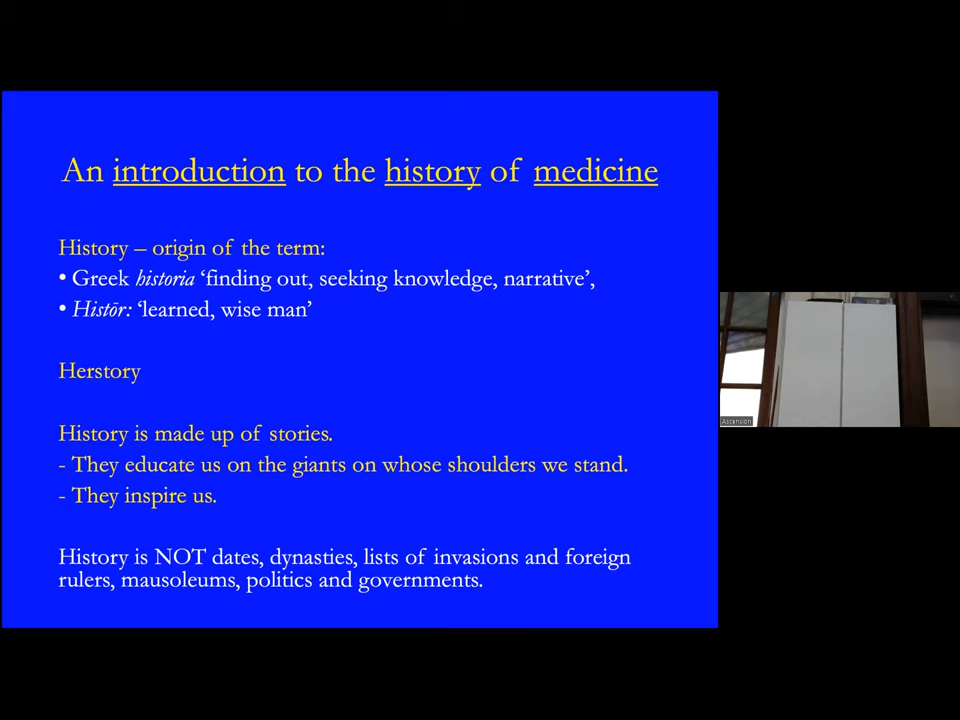 An introduction to the history of medicine
History – origin of the term:
• Greek historia ‘finding out, seeking knowledge, narrative’,
• Histōr: ‘learned, wise man’
Herstory
History is made up of stories.
- They educate us on the giants on whose shoulders we stand.
- They inspire us.
History is NOT dates, dynasties, lists of invasions and foreign
rulers, mausoleums, politics and governments.
Ascension